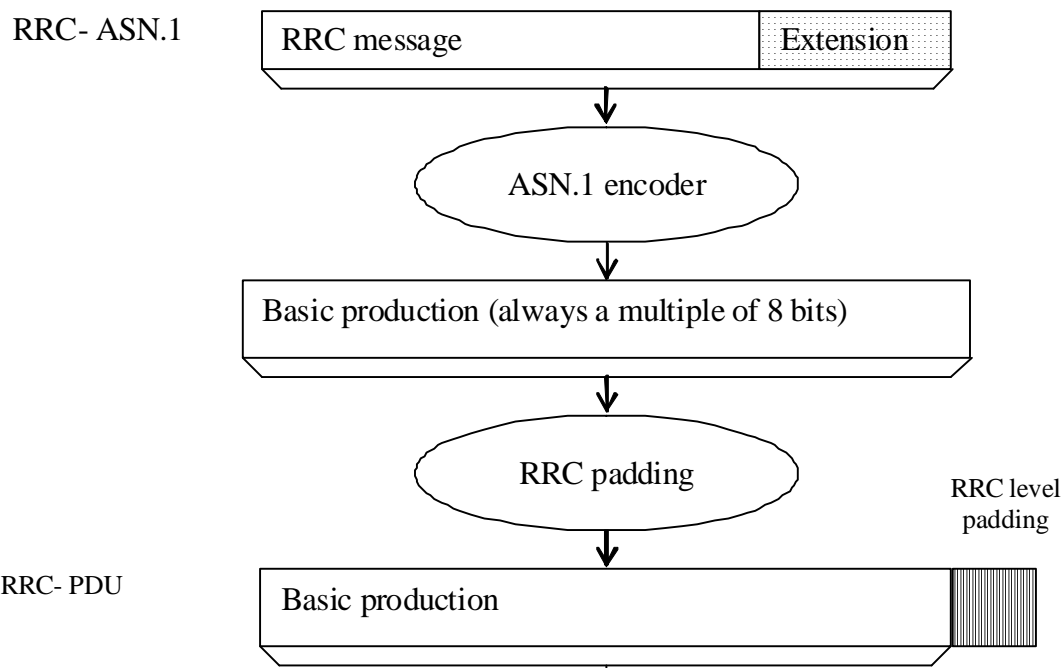 RRC- ASN.1
RRC message
Extension
ASN.1 encoder
Basic production (always a multiple of 8 bits)
RRC padding
RRC level
padding
RRC- PDU
Basic production